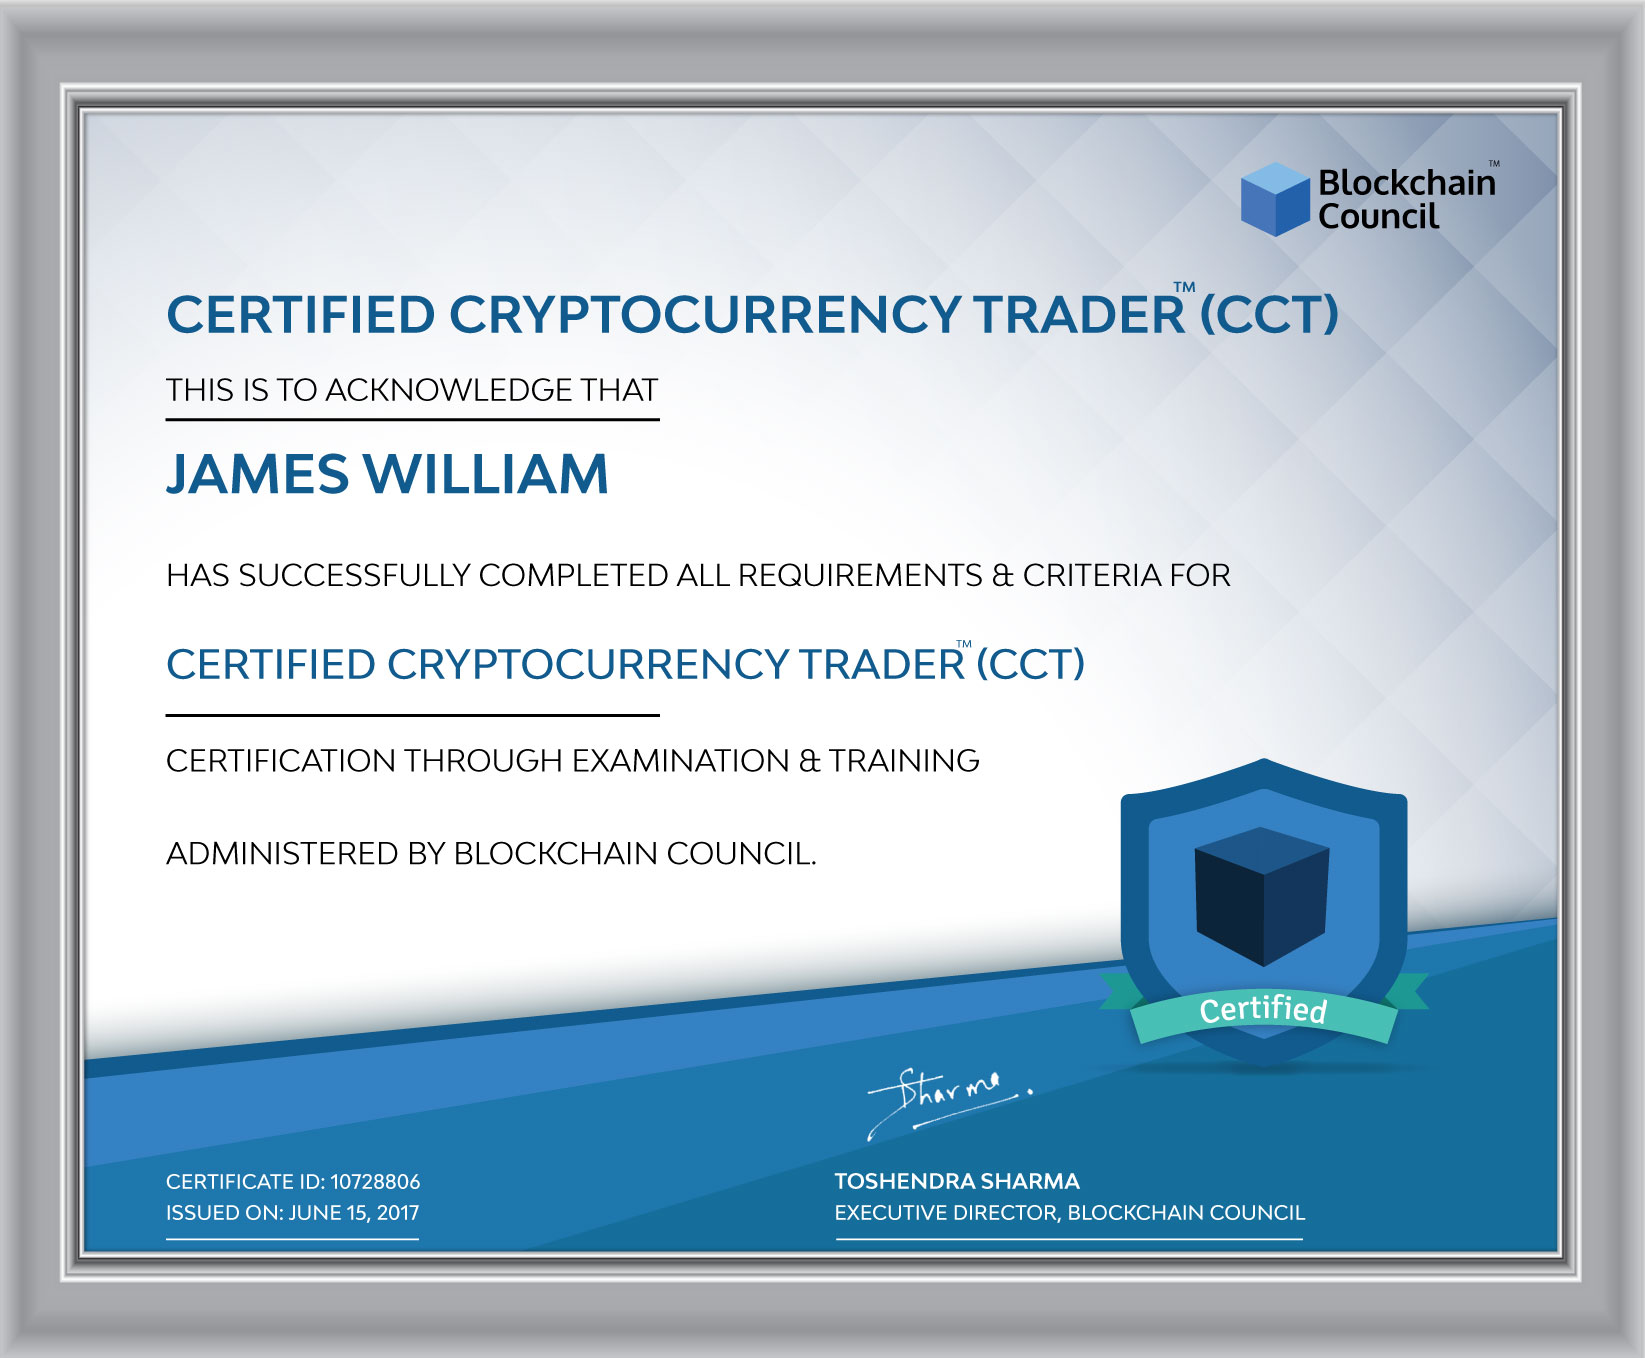 Blockchain™
Council
CERTIFIED CRYPTOCURRENCY TRADER™ (CCT)
THIS IS TO ACKNOWLEDGE THAT
JAMES WILLIAM
HAS SUCCESSFULLY COMPLETED ALL REQUIREMENTS & CRITERIA FOR
CERTIFIED CRYPTOCURRENCY TRADER™ (CCT)
CERTIFICATION THROUGH EXAMINATION & TRAINING
ADMINISTERED BY BLOCKCHAIN COUNCIL.
Certified
Sharma
CERTIFICATE ID: 10728806
ISSUED ON: JUNE 15, 2017
TOSHENDRA SHARMA
EXECUTIVE DIRECTOR, BLOCKCHAIN COUNCIL